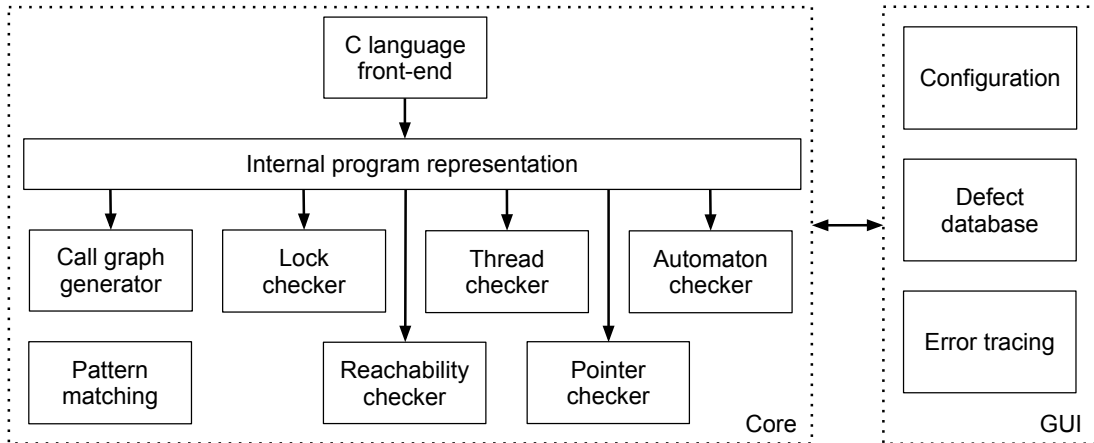 C language
front-end
Internal program representation
Call graph
generator
Lock
checker
Thread
checker
Automaton
checker
Pattern
matching
Reachability
checker
Pointer
checker
Core
Configuration
Defect
database
Error tracing
GUI